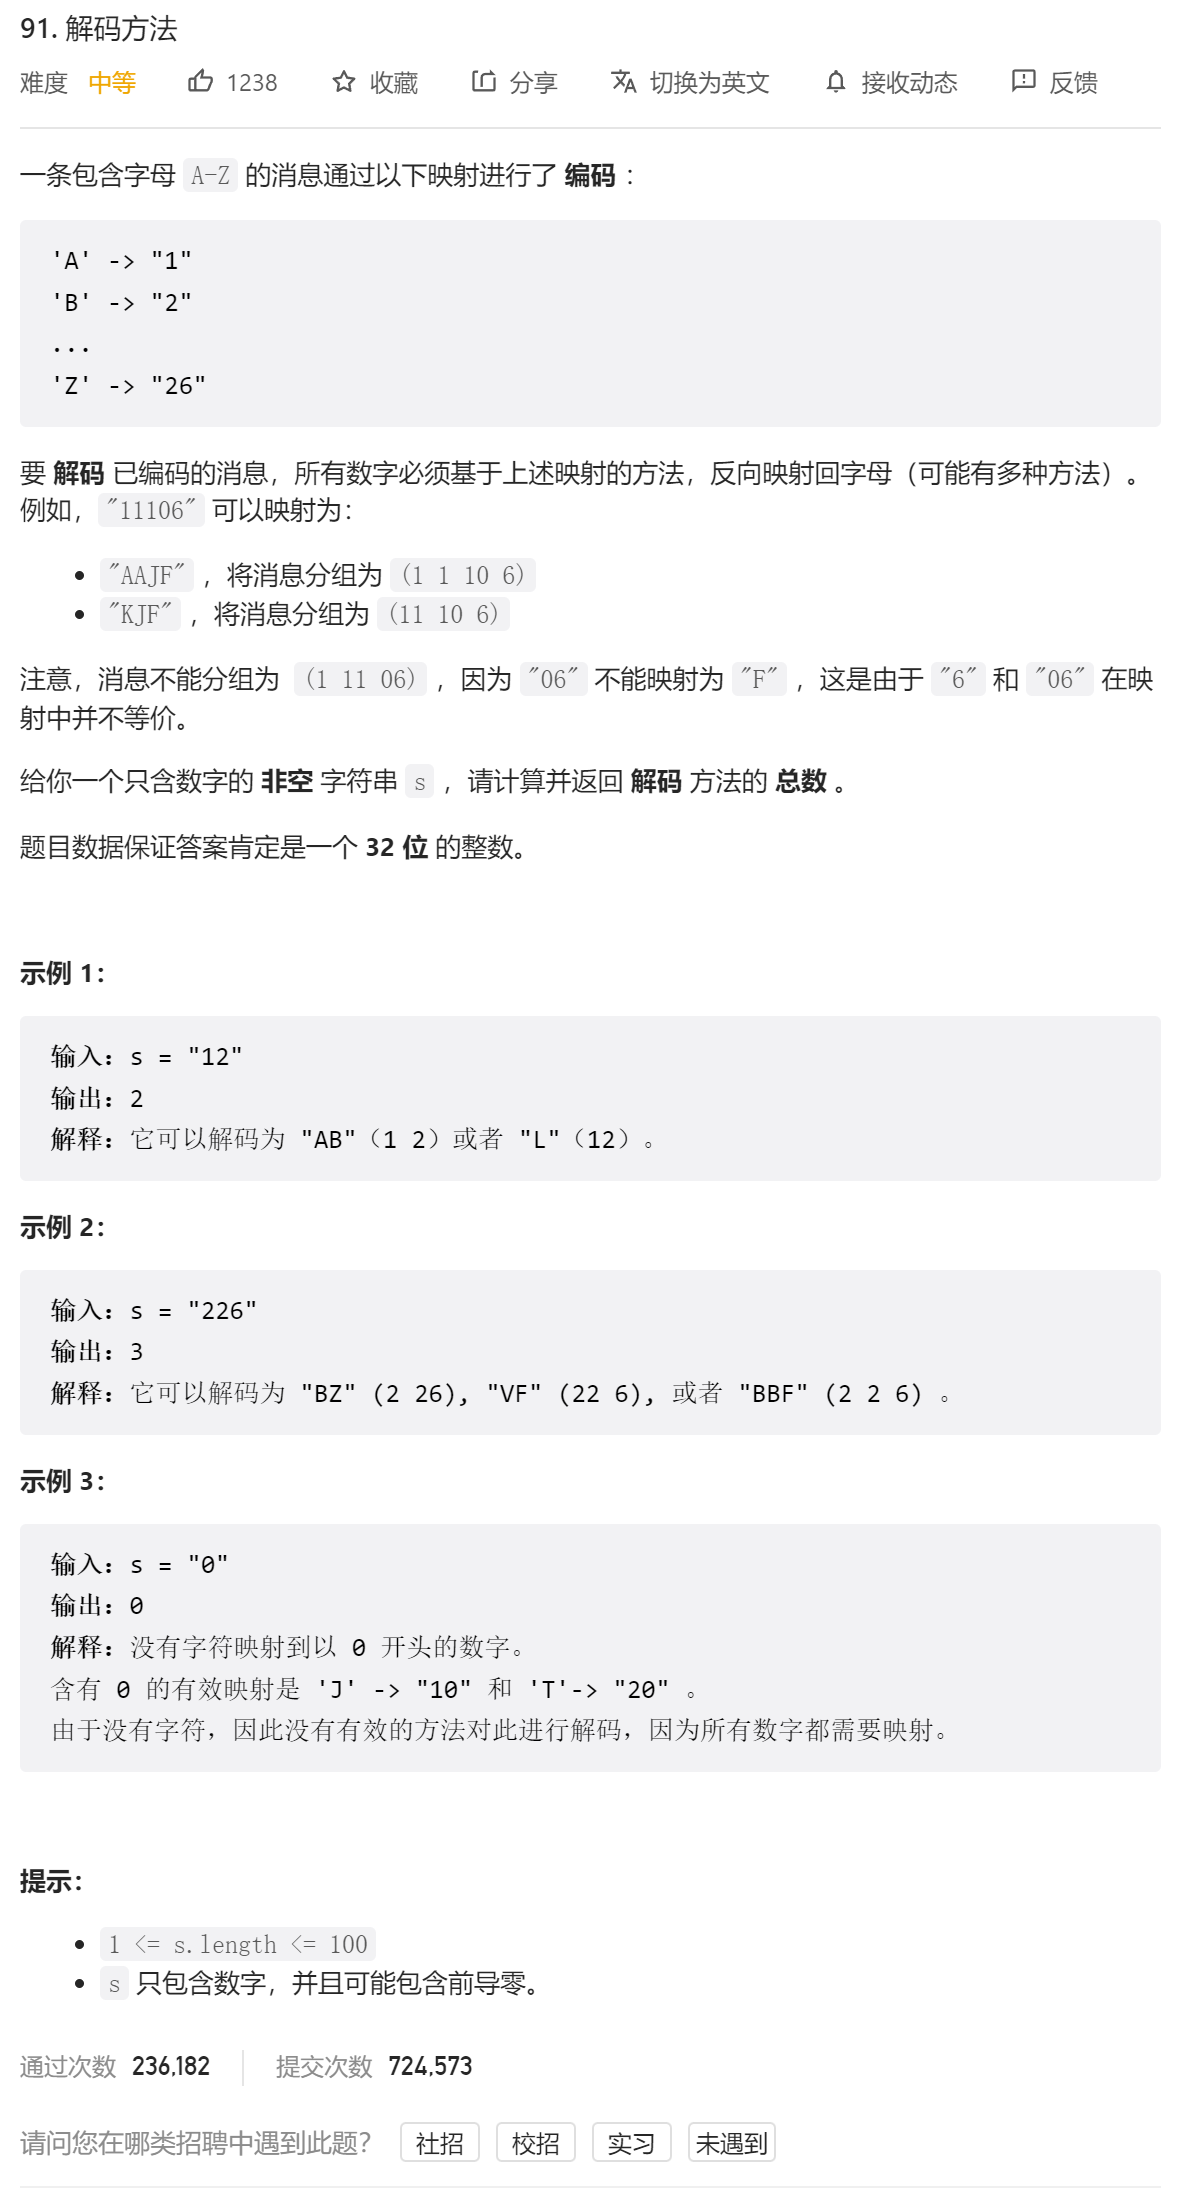 91. 解码方法
难度 中等 1238 收藏 分享 切换为英文 接收动态 反馈
一条包含字母 A-Z 的消息通过以下映射进行了 编码 ：
'A' -> "1"
'B' -> "2"
...
'Z' -> "26"
要 解码 已编码的消息，所有数字必须基于上述映射的方法，反向映射回字母（可能有多种方法）。
例如，"11106" 可以映射为：
• "AAJF" ，将消息分组为 (1 1 10 6)
• "KJF" ，将消息分组为 (11 10 6)
注意，消息不能分组为 (1 11 06) ，因为 "06" 不能映射为 "F" ，这是由于 "6" 和 "06" 在映
射中并不等价。
给你一个只含数字的 非空 字符串 s ，请计算并返回 解码 方法的 总数 。
题目数据保证答案肯定是一个 32 位 的整数。
示例 1：
输入：s = "12"
输出：2
解释：它可以解码为 "AB"（1 2）或者 "L"（12）。
示例 2：
输入：s = "226"
输出：3
解释：它可以解码为 "BZ" (2 26), "VF" (22 6), 或者 "BBF" (2 2 6) 。
示例 3：
输入：s = "0"
输出：0
解释：没有字符映射到以 0 开头的数字。
含有 0 的有效映射是 'J' -> "10" 和 'T'-> "20" 。
由于没有字符，因此没有有效的方法对此进行解码，因为所有数字都需要映射。
提示：
• 1 <= s.length <= 100
• s 只包含数字，并且可能包含前导零。
通过次数 236,182 提交次数 724,573
请问您在哪类招聘中遇到此题？ 社招 校招 实习 未遇到